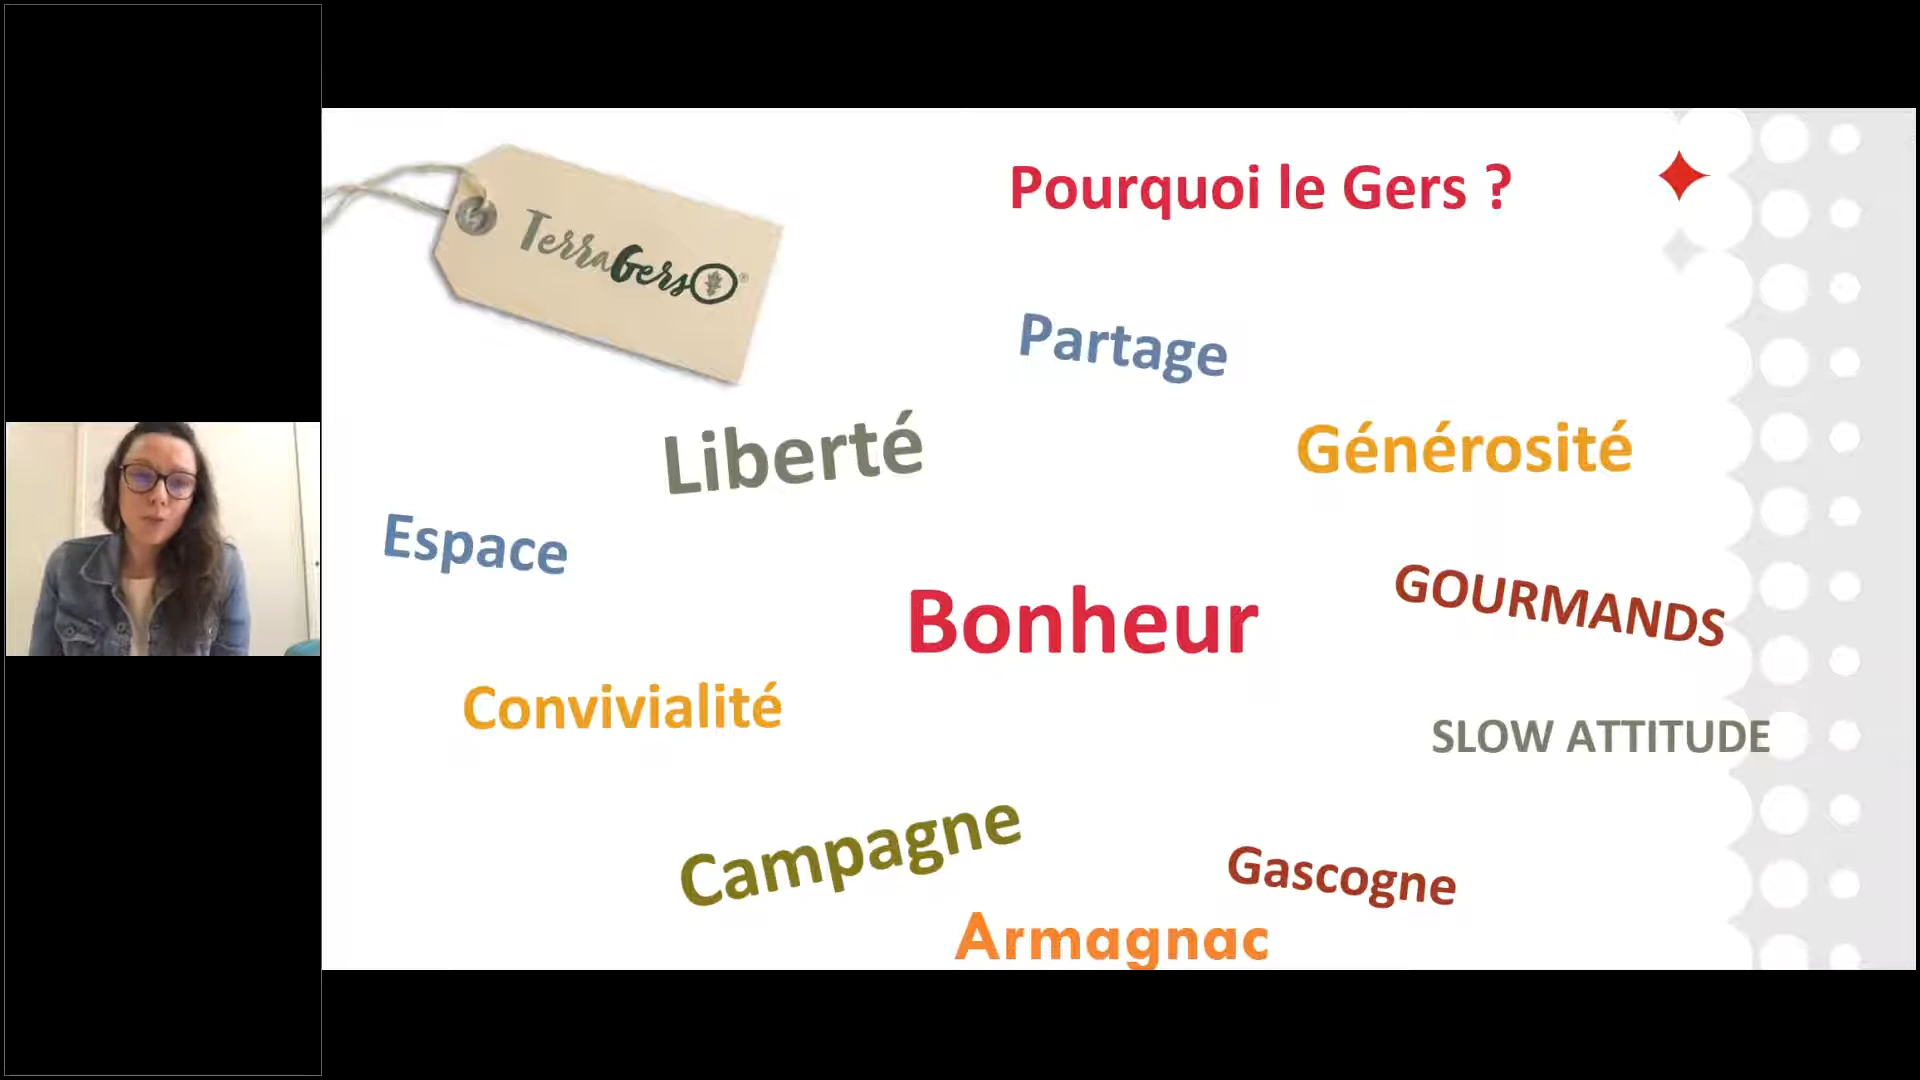 Pourquoi le Gers ?
TerraGers®
Partage
Liberté
Générosité
Espace
GOURMANDS
Bonheur
Convivialité
SLOW ATTITUDE
Campagne
Gascogne
Armagnac